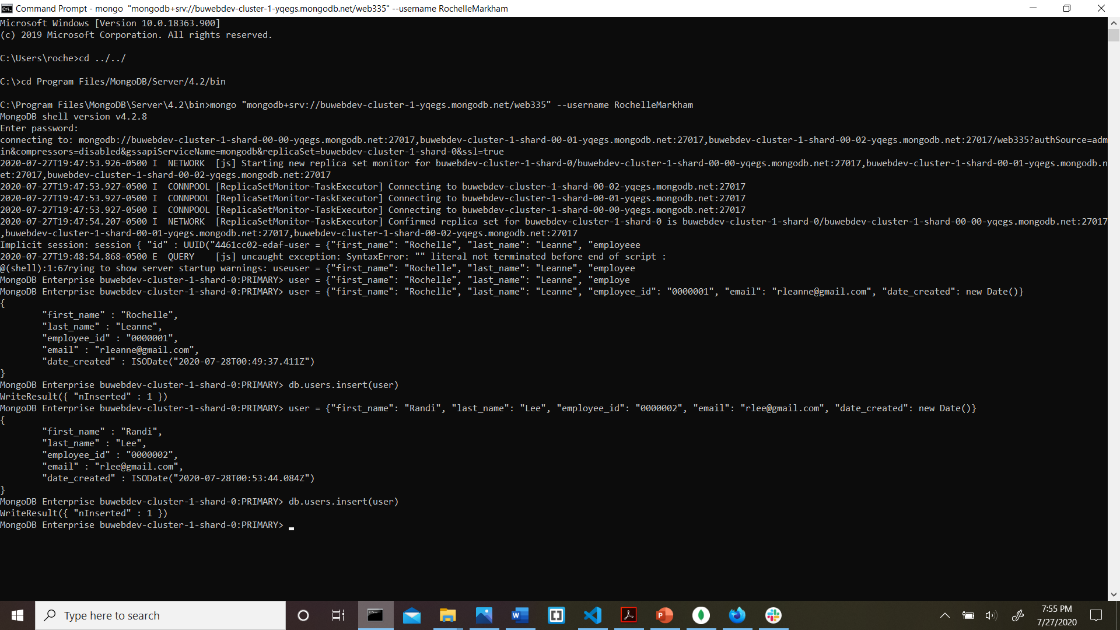 Command Prompt - mongo "mongodb+srv://buwebdev-cluster-1-yqegs.mongodb.net/web335" --username RochelleMarkham
Microsoft Windows [Version 10.0.18363.900]
(c) 2019 Microsoft Corporation. All rights reserved.
C:\Users\roche>cd ../../
C:\>cd Program Files/MongoDB/Server/4.2/bin
C:\Program Files\MongoDB\Server\4.2\bin>mongo "mongodb+srv://buwebdev-cluster-1-yqegs.mongodb.net/web335" --username RochelleMarkham
MongoDB shell version v4.2.8
Enter password:
connecting to: mongodb://buwebdev-cluster-1-shard-00-00-yqegs.mongodb.net:27017,buwebdev-cluster-1-shard-00-01-yqegs.mongodb.net:27017,buwebdev-cluster-1-shard-00-02-yqegs.mongodb.net:27017/web335?authSource=adm
in&compressors=disabled&gssapiServiceName=mongodb&replicaSet=buwebdev-cluster-1-shard-0&ssl=true
2020-07-27T19:47:53.926-0500 I  NETWORK  [js] Starting new replica set monitor for buwebdev-cluster-1-shard-0/buwebdev-cluster-1-shard-00-00-yqegs.mongodb.net:27017,buwebdev-cluster-1-shard-00-01-yqegs.mongodb.n
et:27017,buwebdev-cluster-1-shard-00-02-yqegs.mongodb.net:27017
2020-07-27T19:47:53.927-0500 I  CONNPOOL [ReplicaSetMonitor-TaskExecutor] Connecting to buwebdev-cluster-1-shard-00-02-yqegs.mongodb.net:27017
2020-07-27T19:47:53.927-0500 I  CONNPOOL [ReplicaSetMonitor-TaskExecutor] Connecting to buwebdev-cluster-1-shard-00-01-yqegs.mongodb.net:27017
2020-07-27T19:47:53.927-0500 I  CONNPOOL [ReplicaSetMonitor-TaskExecutor] Connecting to buwebdev-cluster-1-shard-00-00-yqegs.mongodb.net:27017
2020-07-27T19:47:54.207-0500 I  NETWORK  [ReplicaSetMonitor-TaskExecutor] Confirmed replica set for buwebdev-cluster-1-shard-0 is buwebdev-cluster-1-shard-0/buwebdev-cluster-1-shard-00-00-yqegs.mongodb.net:27017
,buwebdev-cluster-1-shard-00-01-yqegs.mongodb.net:27017,buwebdev-cluster-1-shard-00-02-yqegs.mongodb.net:27017
Implicit session: session { "id" : UUID("4461cc02-edaf-user = {"first_name": "Rochelle", "last_name": "Leanne", "employeee
2020-07-27T19:48:54.868-0500 E  QUERY    [js] uncaught exception: SyntaxError: "" literal not terminated before end of script :
@(shell):1:67rying to show server startup warnings: useuser = {"first_name": "Rochelle", "last_name": "Leanne", "employee
MongoDB Enterprise buwebdev-cluster-1-shard-0:PRIMARY> user = {"first_name": "Rochelle", "last_name": "Leanne", "employe
MongoDB Enterprise buwebdev-cluster-1-shard-0:PRIMARY> user = {"first_name": "Rochelle", "last_name": "Leanne", "employee_id": "0000001", "email": "rleanne@gmail.com", "date_created": new Date()}
{
"first_name" : "Rochelle",
"last_name" : "Leanne",
"employee_id" : "0000001",
"email" : "rleanne@gmail.com",
"date_created" : ISODate("2020-07-28T00:49:37.411Z")
}
MongoDB Enterprise buwebdev-cluster-1-shard-0:PRIMARY> db.users.insert(user)
WriteResult({ "nInserted" : 1 })
MongoDB Enterprise buwebdev-cluster-1-shard-0:PRIMARY> user = {"first_name": "Randi", "last_name": "Lee", "employee_id": "0000002", "email": "rlee@gmail.com", "date_created": new Date()}
{
"first_name" : "Randi",
"last_name" : "Lee",
"employee_id" : "0000002",
"email" : "rlee@gmail.com",
"date_created" : ISODate("2020-07-28T00:53:44.084Z")
}
MongoDB Enterprise buwebdev-cluster-1-shard-0:PRIMARY> db.users.insert(user)
WriteResult({ "nInserted" : 1 })
MongoDB Enterprise buwebdev-cluster-1-shard-0:PRIMARY>
Type here to search
7:55 PM
7/27/2020